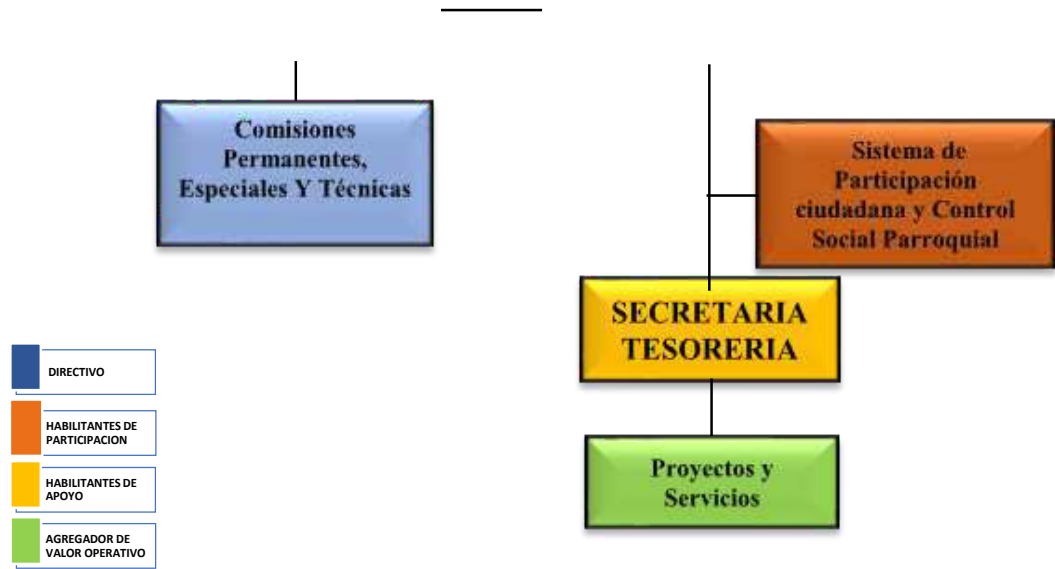 Comisiones
Permanentes,
Especiales Y Técnicas
Sistema de
Participación
ciudadana y Control
Social Parroquial
SECRETARIA
TESORERIA
Proyectos y
Servicios
DIRECTIVO
HABILITANTES DE
PARTICIPACION
HABILITANTES DE
APOYO
AGREGADOR DE
VALOR OPERATIVO